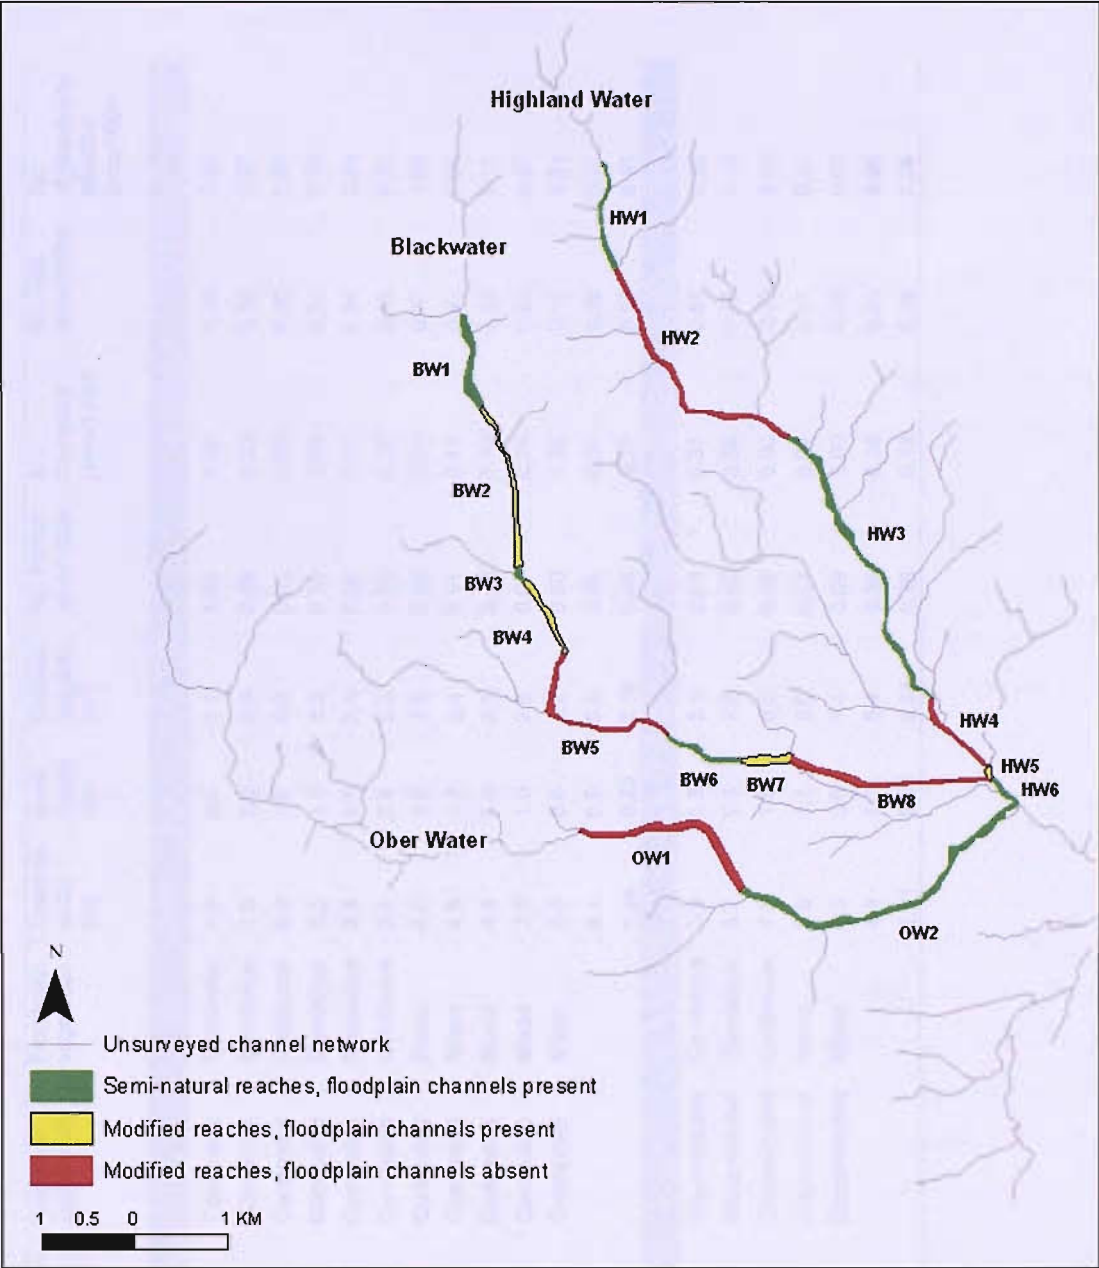 Highland Water
HW1
Blackwater
HW2
BW1
BW2
HW3
BW3
BW4
HW4
BW5
HW5
BW6
BW7
HW6
BW8
Ober Water
OW1
OW2
N
Unsurveyed channel network
Semi-natural reaches, floodplain channels present
Modified reaches, floodplain channels present
Modified reaches, floodplain channels absent
1 0.5 0 1 KM